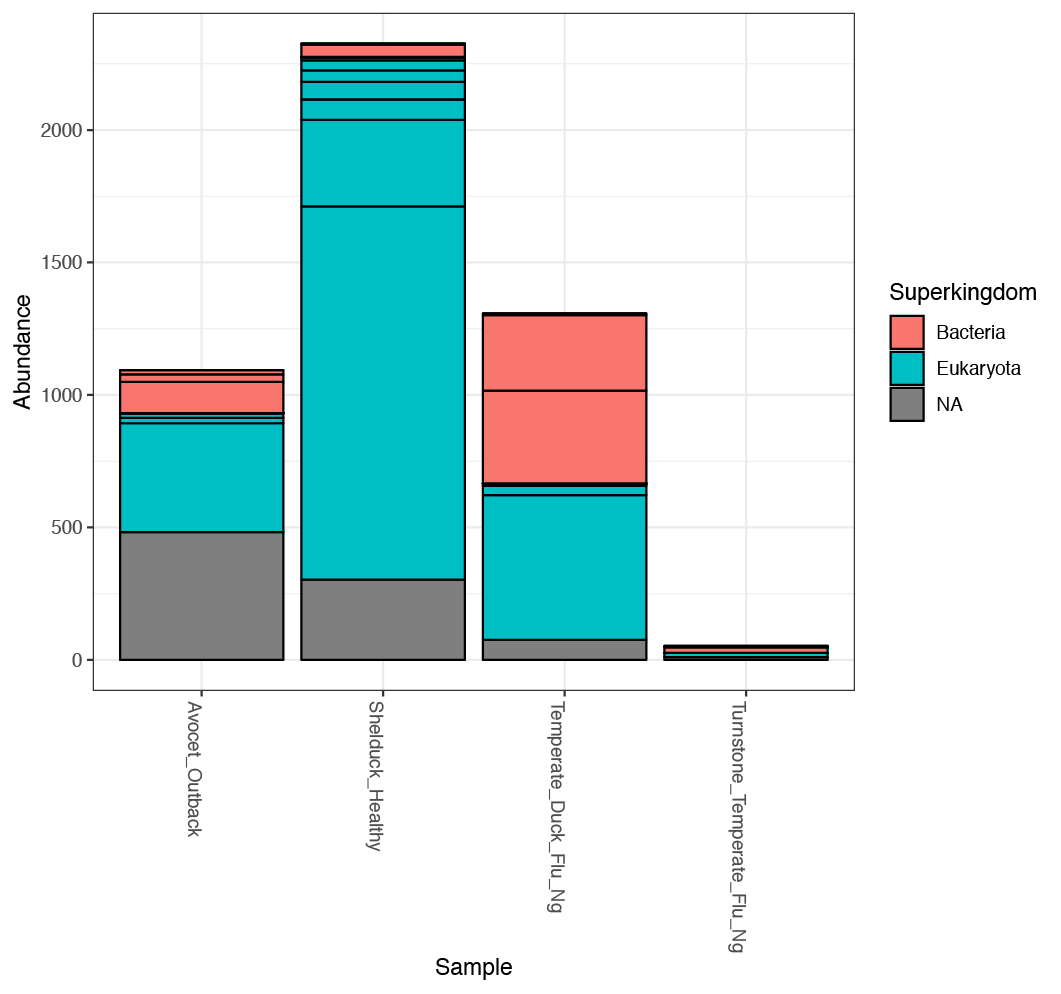 2000
1500
1000
500
0
Abundance
Avocet_Outback
Shelduck_Healthy
Temperate_Duck_Flu_Ng
Turnstone_Temperate_Flu_Ng
Sample
Superkingdom
Bacteria
Eukaryota
NA